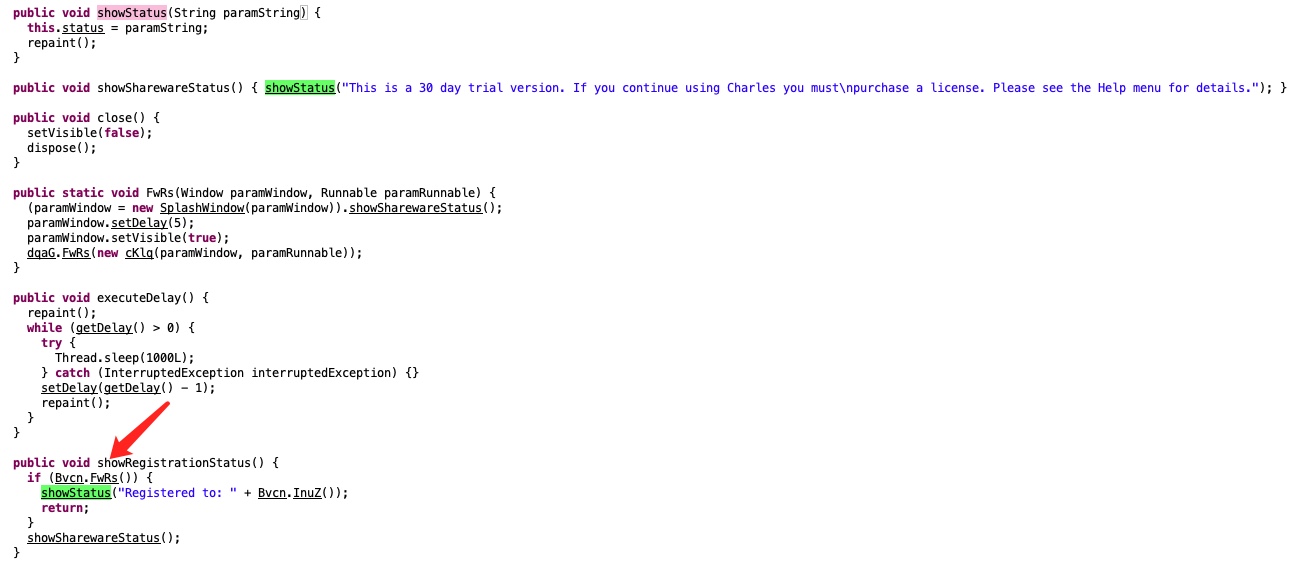 public void showStatus(String paramString) {
this.status = paramString;
repaint();
}
public void showSharewareStatus() { showStatus("This is a 30 day trial version. If you continue using Charles you must\npurchase a license. Please see the Help menu for details."); }
public void close() {
setVisible(false);
dispose();
}
public static void FwRs(Window paramWindow, Runnable paramRunnable) {
(paramWindow = new SplashWindow(paramWindow)).showSharewareStatus();
paramWindow.setDelay(5);
paramWindow.setVisible(true);
dqaG.FwRs(new cKlq(paramWindow, paramRunnable));
}
public void executeDelay() {
repaint();
while (getDelay() > 0) {
try {
Thread.sleep(1000L);
} catch (InterruptedException interruptedException) {}
setDelay(getDelay() - 1);
repaint();
}
}
public void showRegistrationStatus() {
if (Bvcn.FwRs()) {
showStatus("Registered to: " + Bvcn.InuZ());
return;
}
showSharewareStatus();
}